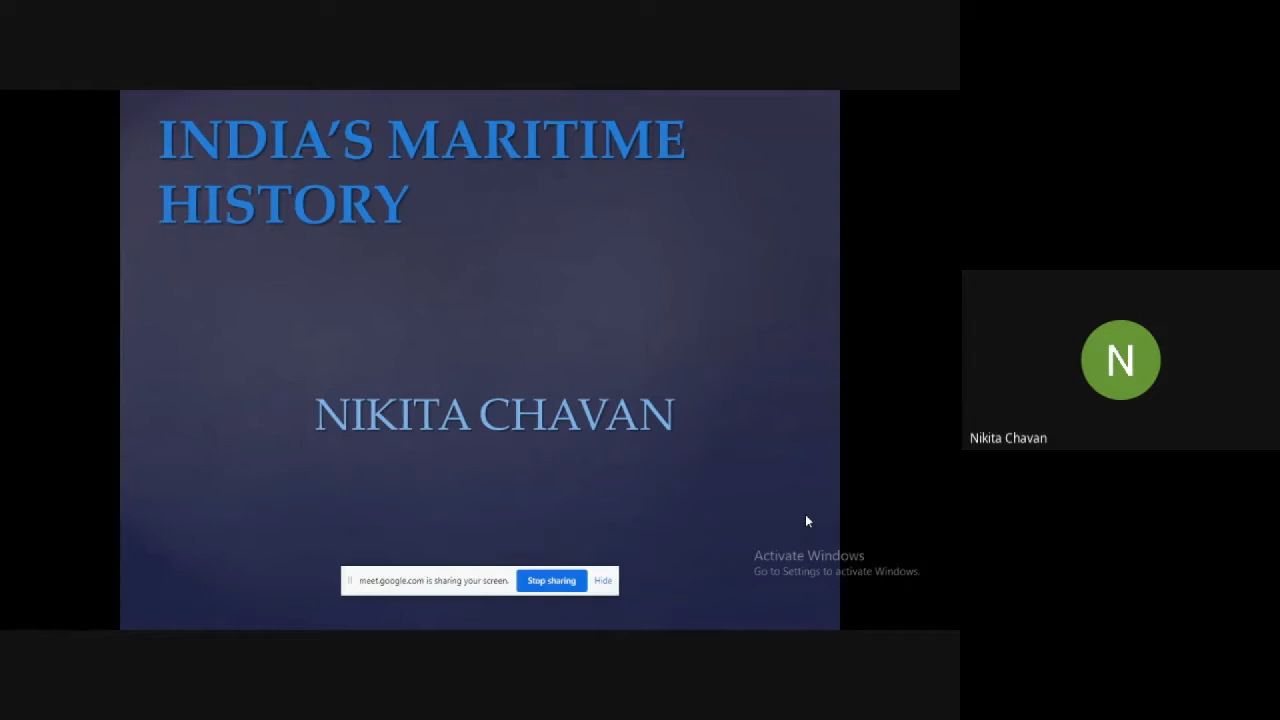 INDIA'S MARITIME
HISTORY
NIKITA CHAVAN
N
Nikita Chavan
Activate Windows
Go to Settings to activate Windows.
meet.google.com is sharing your screen. Stop sharing Hide